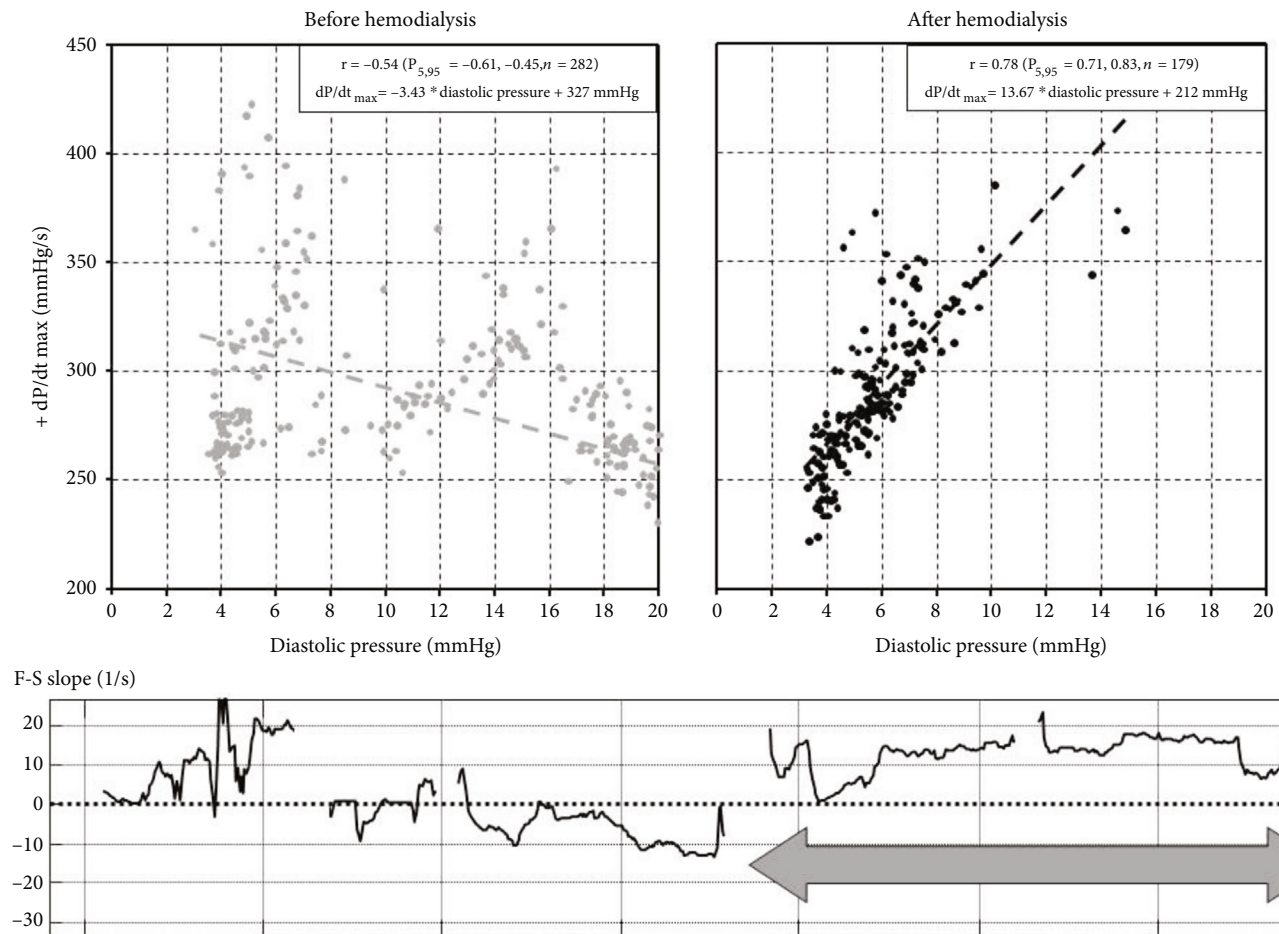 Before hemodialysis
r = −0.54 (P5,95 = −0.61, −0.45,n = 282)
dP/dt max= −3.43 * diastolic pressure + 327 mmHg
+ dP/dt max (mmHg/s)
450
400
350
300
250
200
0 2 4 6 8 10 12 14 16 18 20
Diastolic pressure (mmHg)
After hemodialysis
r = 0.78 (P5,95 = 0.71, 0.83, n = 179)
dP/dt max= 13.67 * diastolic pressure + 212 mmHg
0 2 4 6 8 10 12 14 16 18 20
Diastolic pressure (mmHg)
F-S slope (1/s)
20
10
0
−10
−20
−30